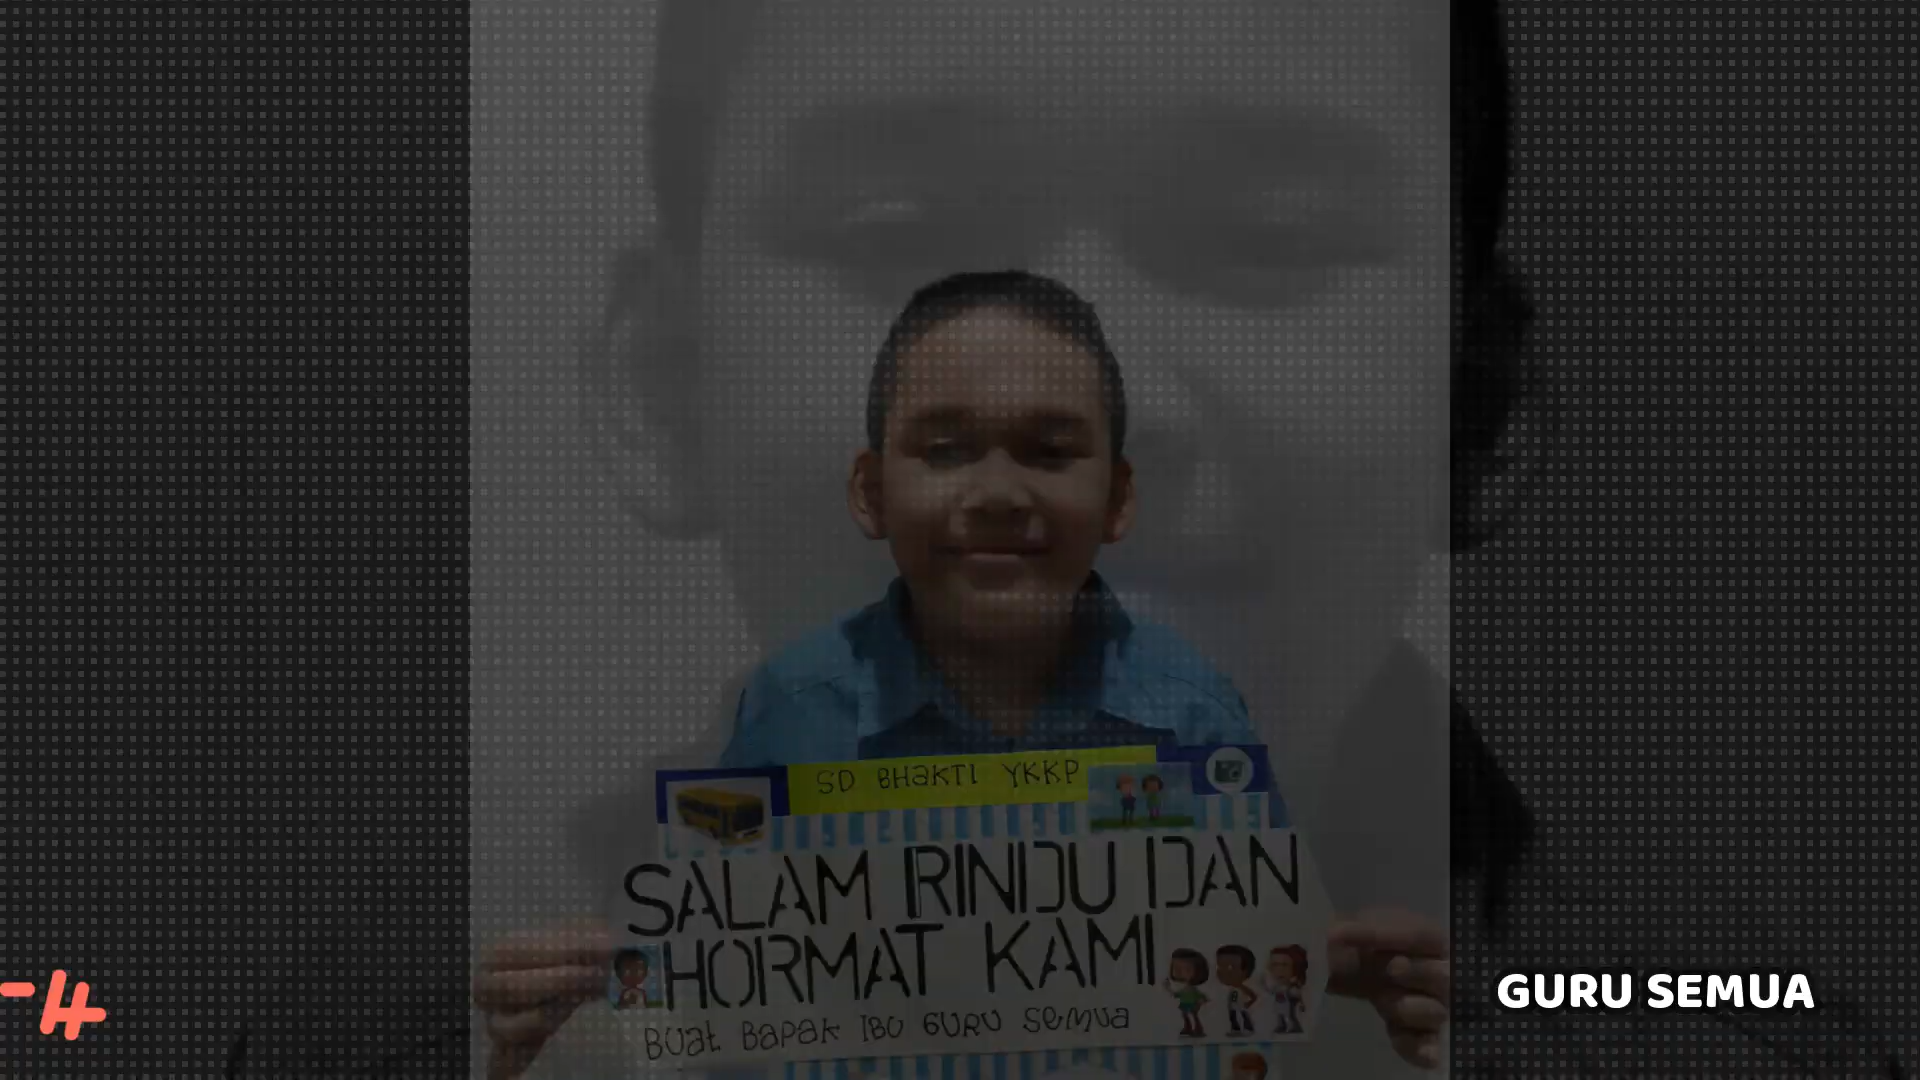 SD BHAKTI YKKP
SALAM RINDU DAN
HORMAT KAMI
BUAT BAPAK IBU GURU SEMUA
GURU SEMUA